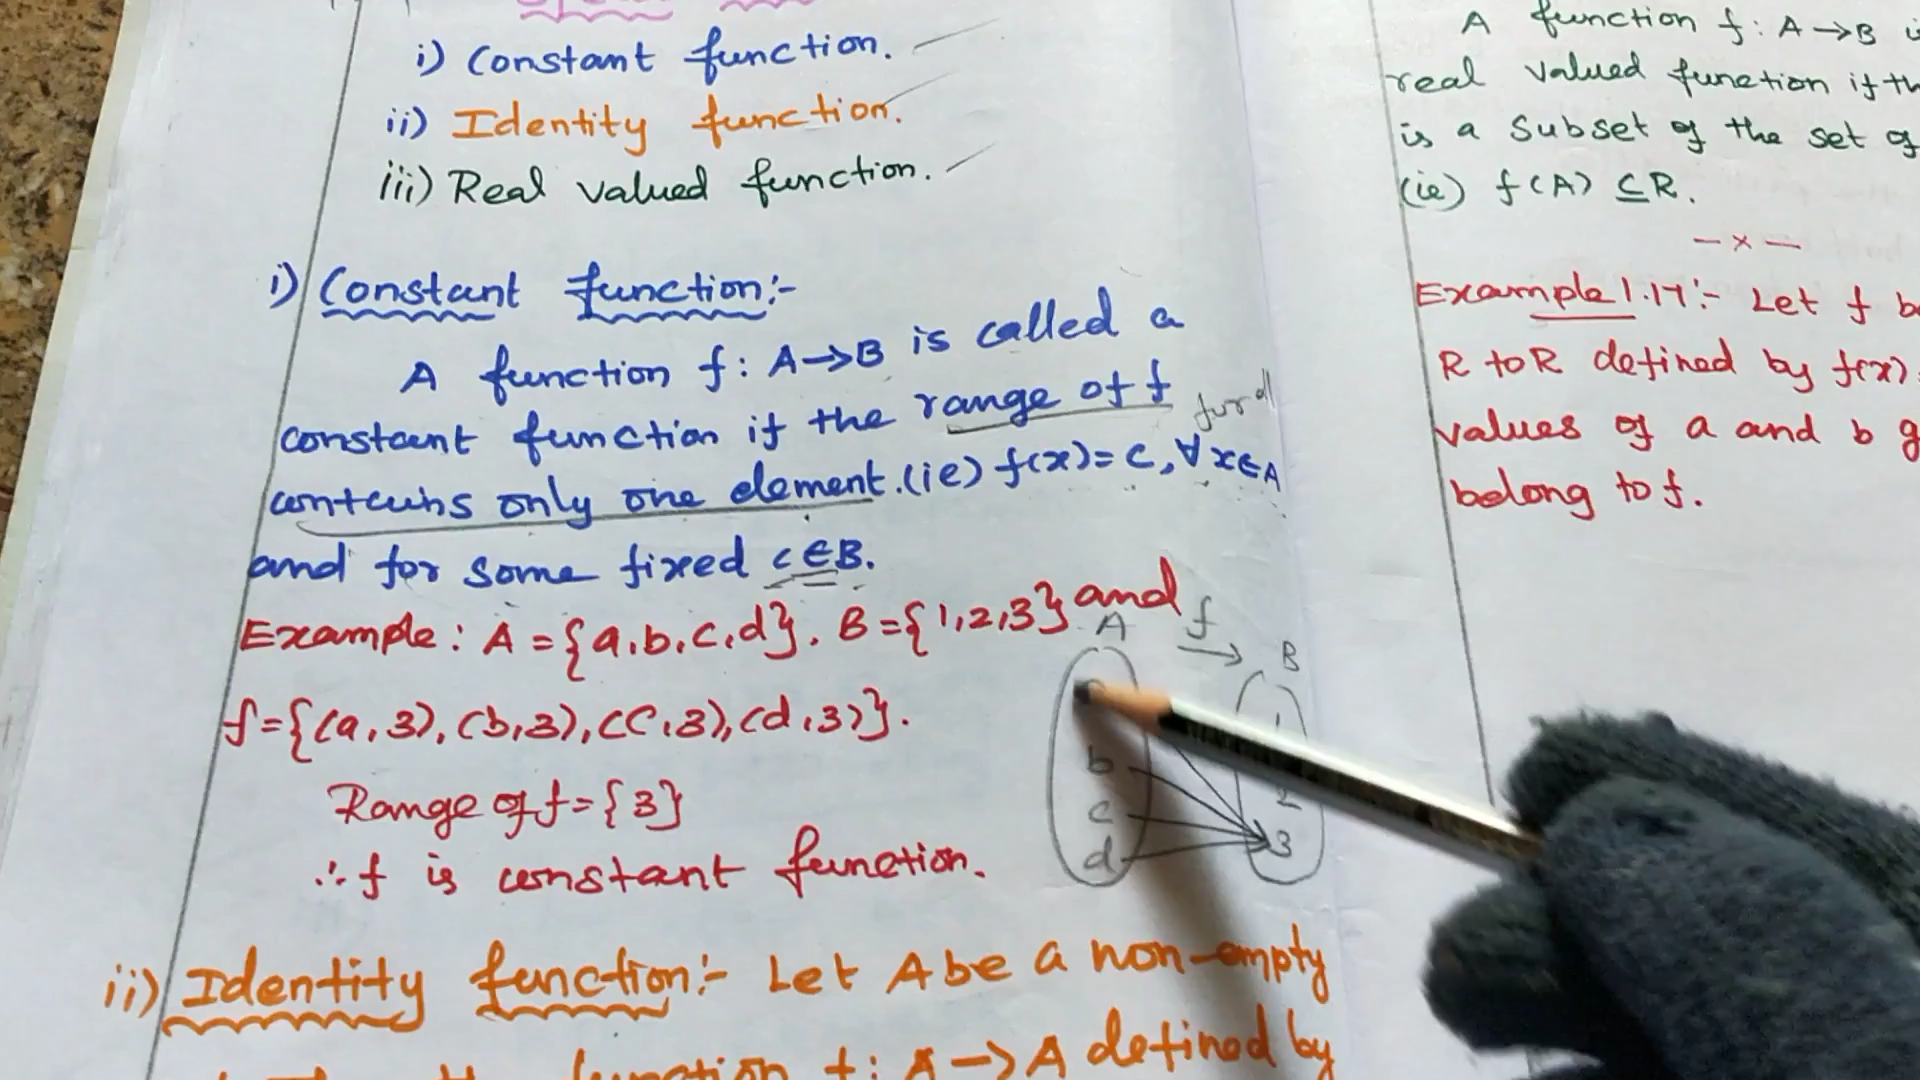 i) Constant function.
ii) Identity function.
iii) Real valued function.
i) Constant function:-
A function f: A→B is called a
constant function if the range of f
contains only one element. (ie) f(x)=c, ∀ x∈A
and for some fixed c∈B.
Example: A={a,b,c,d}. B={1,2,3} and
f={(a,3),(b,3),(c,3),(d,3)}.
Range of f={3}
∴ f is constant function.
A f → B
1
b 2
c 3
d
ii) Identity function:- Let A be a non-empty
function f: A→A defined by
A function f: A→B
real valued function if
is a subset of the set of
(ie) f(A) ⊆R.
—x—
Example 1.17:- Let f
R to R defined by f(x)
values of a and b
belong to f.